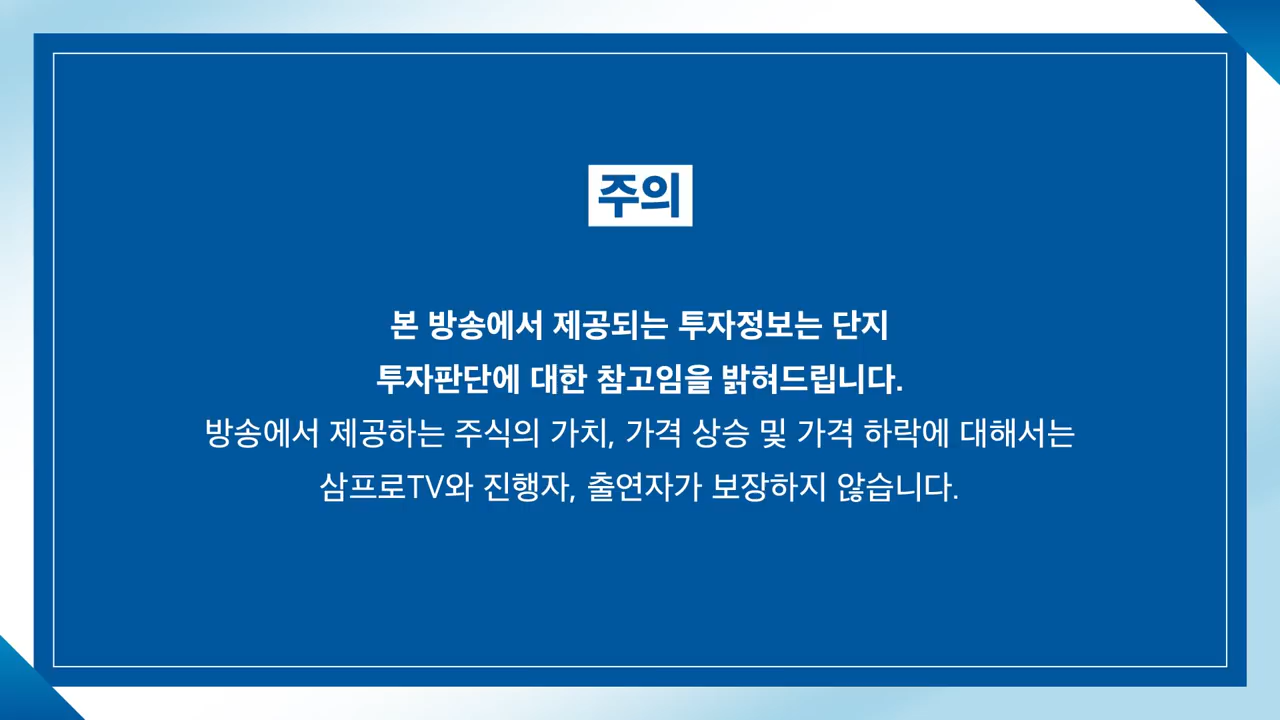 주의
본 방송에서 제공되는 투자정보는 단지
투자판단에 대한 참고임을 밝혀드립니다.
방송에서 제공하는 주식의 가치, 가격 상승 및 가격 하락에 대해서는
삼프로TV와 진행자, 출연자가 보장하지 않습니다.